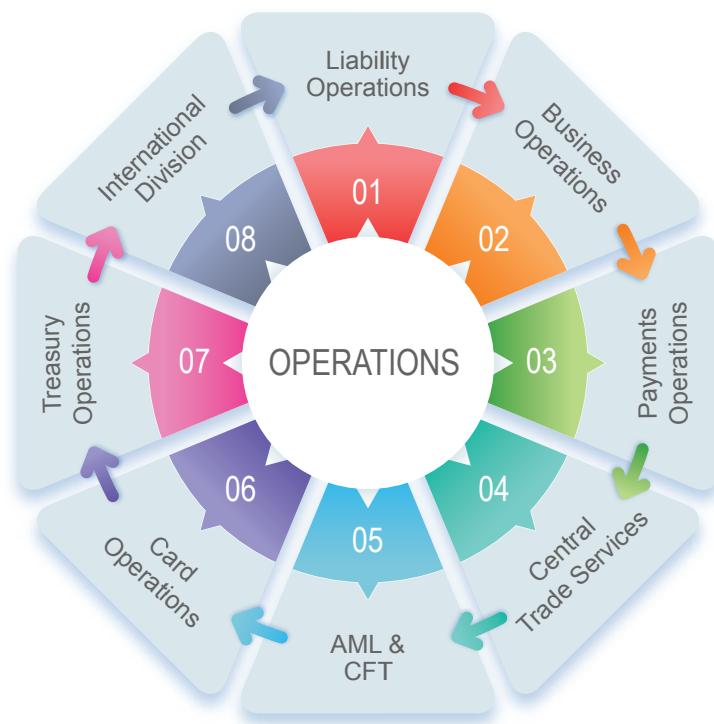 Liability
Operations
01
Business
Operations
02
Payments
Operations
03
Central
Trade Services
04
AML &
CFT
05
Card
Operations
06
Treasury
Operations
07
International
Division
08
OPERATIONS